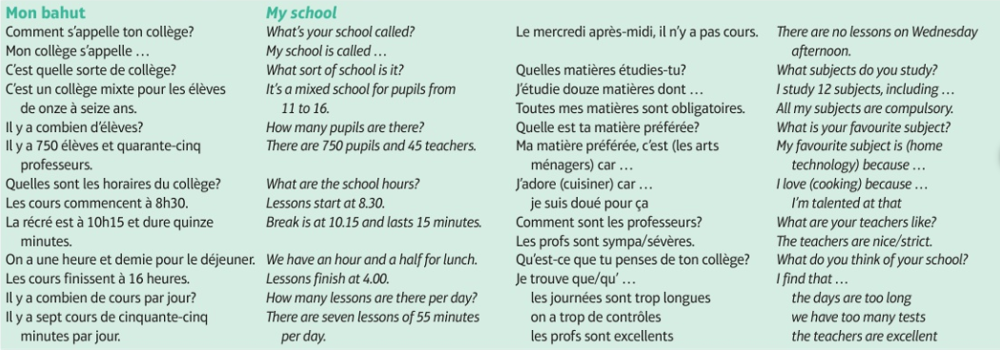 Mon bahut
My school
Comment s'appelle ton collège?
What's your school called?
Mon collège s'appelle …
My school is called …
C'est quelle sorte de collège?
What sort of school is it?
C'est un collège mixte pour les élèves
de onze à seize ans.
It's a mixed school for pupils from
11 to 16.
Il y a combien d'élèves?
How many pupils are there?
Il y a 750 élèves et quarante-cinq
professeurs.
There are 750 pupils and 45 teachers.
Quelles sont les horaires du collège?
What are the school hours?
Les cours commencent à 8h30.
Lessons start at 8.30.
La récré est à 10h15 et dure quinze
minutes.
Break is at 10.15 and lasts 15 minutes.
On a une heure et demie pour le déjeuner.
We have an hour and a half for lunch.
Les cours finissent à 16 heures.
Lessons finish at 4.00.
Il y a combien de cours par jour?
How many lessons are there per day?
Il y a sept cours de cinquante-cinq
minutes par jour.
There are seven lessons of 55 minutes
per day.
Le mercredi après-midi, il n'y a pas cours.
There are no lessons on Wednesday
afternoon.
Quelles matières étudies-tu?
What subjects do you study?
J'étudie douze matières dont …
I study 12 subjects, including …
Toutes mes matières sont obligatoires.
All my subjects are compulsory.
Quelle est ta matière préférée?
What is your favourite subject?
Ma matière préférée, c'est (les arts
ménagers) car …
My favourite subject is (home
technology) because …
J'adore (cuisiner) car …
I love (cooking) because …
je suis doué pour ça
I'm talented at that
Comment sont les professeurs?
What are your teachers like?
Les profs sont sympa/sévères.
The teachers are nice/strict.
Qu'est-ce que tu penses de ton collège?
What do you think of your school?
Je trouve que/qu' …
I find that …
les journées sont trop longues
the days are too long
on a trop de contrôles
we have too many tests
les profs sont excellents
the teachers are excellent